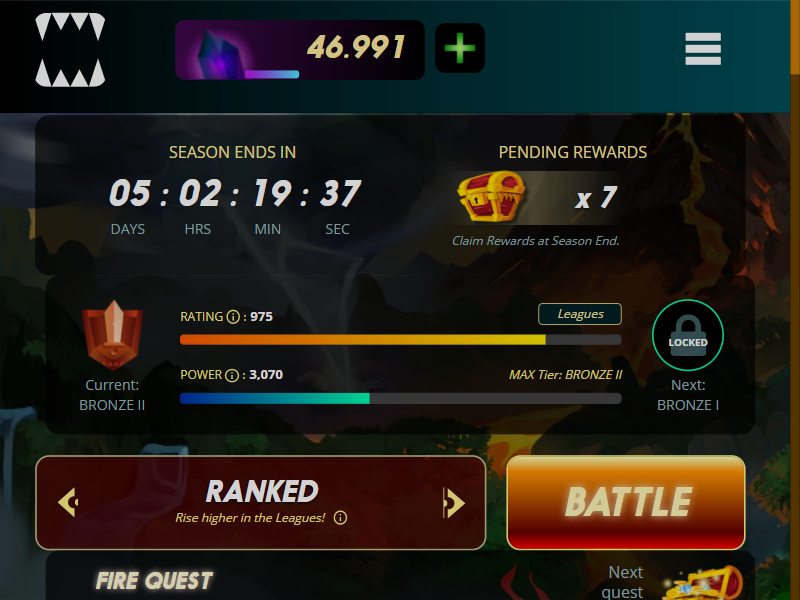 46.991
SEASON ENDS IN
05 : 02 : 19 : 37
DAYS HRS MIN SEC
PENDING REWARDS
x 7
Claim Rewards at Season End.
Current:
BRONZE II
RATING i : 975
Leagues
POWER i : 3,070
MAX Tier: BRONZE II
LOCKED
Next:
BRONZE I
RANKED
Rise higher in the Leagues! i
BATTLE
FIRE QUEST
Next
quest